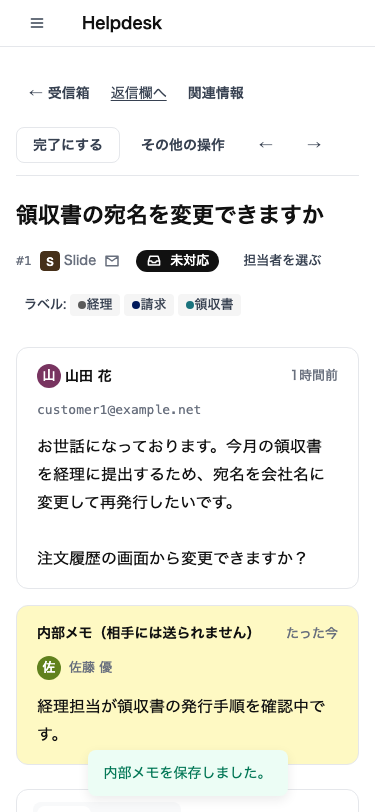 Helpdesk
← 受信箱 返信欄へ 関連情報
完了にする その他の操作 ← →
領収書の宛名を変更できますか
#1 S Slide 未対応 担当者を選ぶ
ラベル: 経理 請求 領収書
山 山田 花 1時間前
customer1@example.net
お世話になっております。今月の領収書
を経理に提出するため、宛名を会社名に
変更して再発行したいです。
注文履歴の画面から変更できますか？
内部メモ（相手には送られません） たった今
佐 佐藤 優
経理担当が領収書の発行手順を確認中で
す。
内部メモを保存しました。